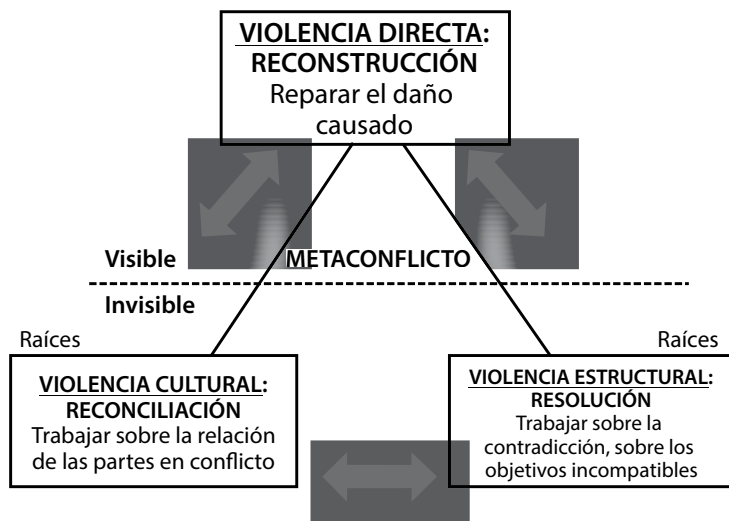 VIOLENCIA DIRECTA:
RECONSTRUCCIÓN
Reparar el daño
causado
Visible
METACONFLICTO
Invisible
Raíces
Raíces
VIOLENCIA CULTURAL:
RECONCILIACIÓN
Trabajar sobre la relación
de las partes en conflicto
VIOLENCIA ESTRUCTURAL:
RESOLUCIÓN
Trabajar sobre la
contradicción, sobre los
objetivos incompatibles